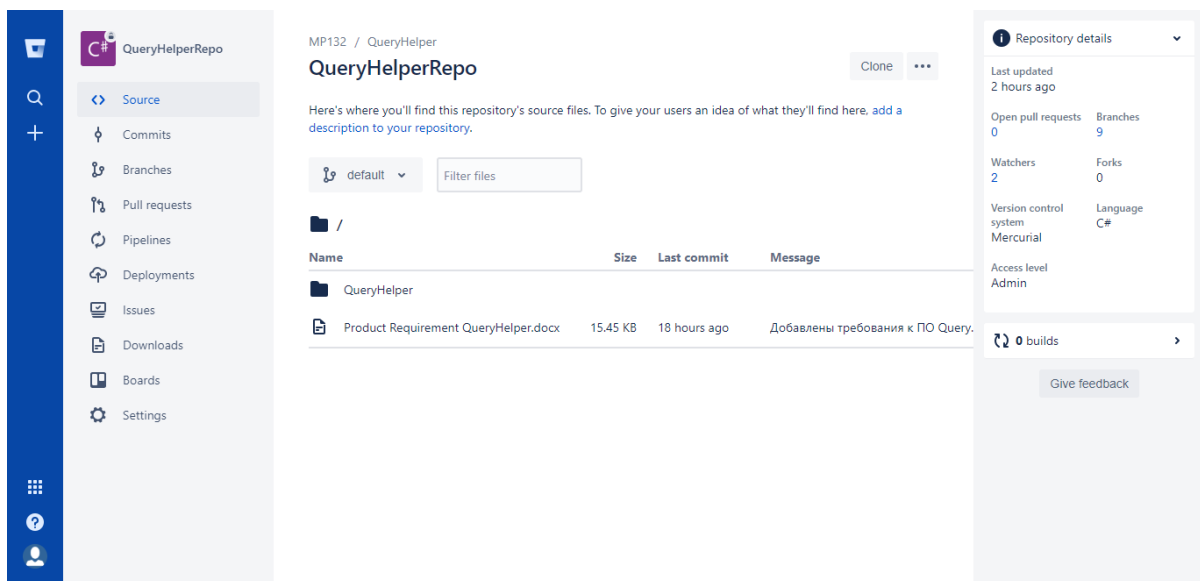 C#
QueryHelperRepo
Source
Commits
Branches
Pull requests
Pipelines
Deployments
Issues
Downloads
Boards
Settings
MP132 / QueryHelper
QueryHelperRepo
Clone
Here's where you'll find this repository's source files. To give your users an idea of what they'll find here, add a
description to your repository.
default
Filter files
/
Name Size Last commit Message
QueryHelper
Product Requirement QueryHelper.docx 15.45 KB 18 hours ago Добавлены требования к ПО Query.
Repository details
Last updated
2 hours ago
Open pull requests Branches
0 9
Watchers Forks
2 0
Version control Language
system C#
Mercurial
Access level
Admin
0 builds
Give feedback